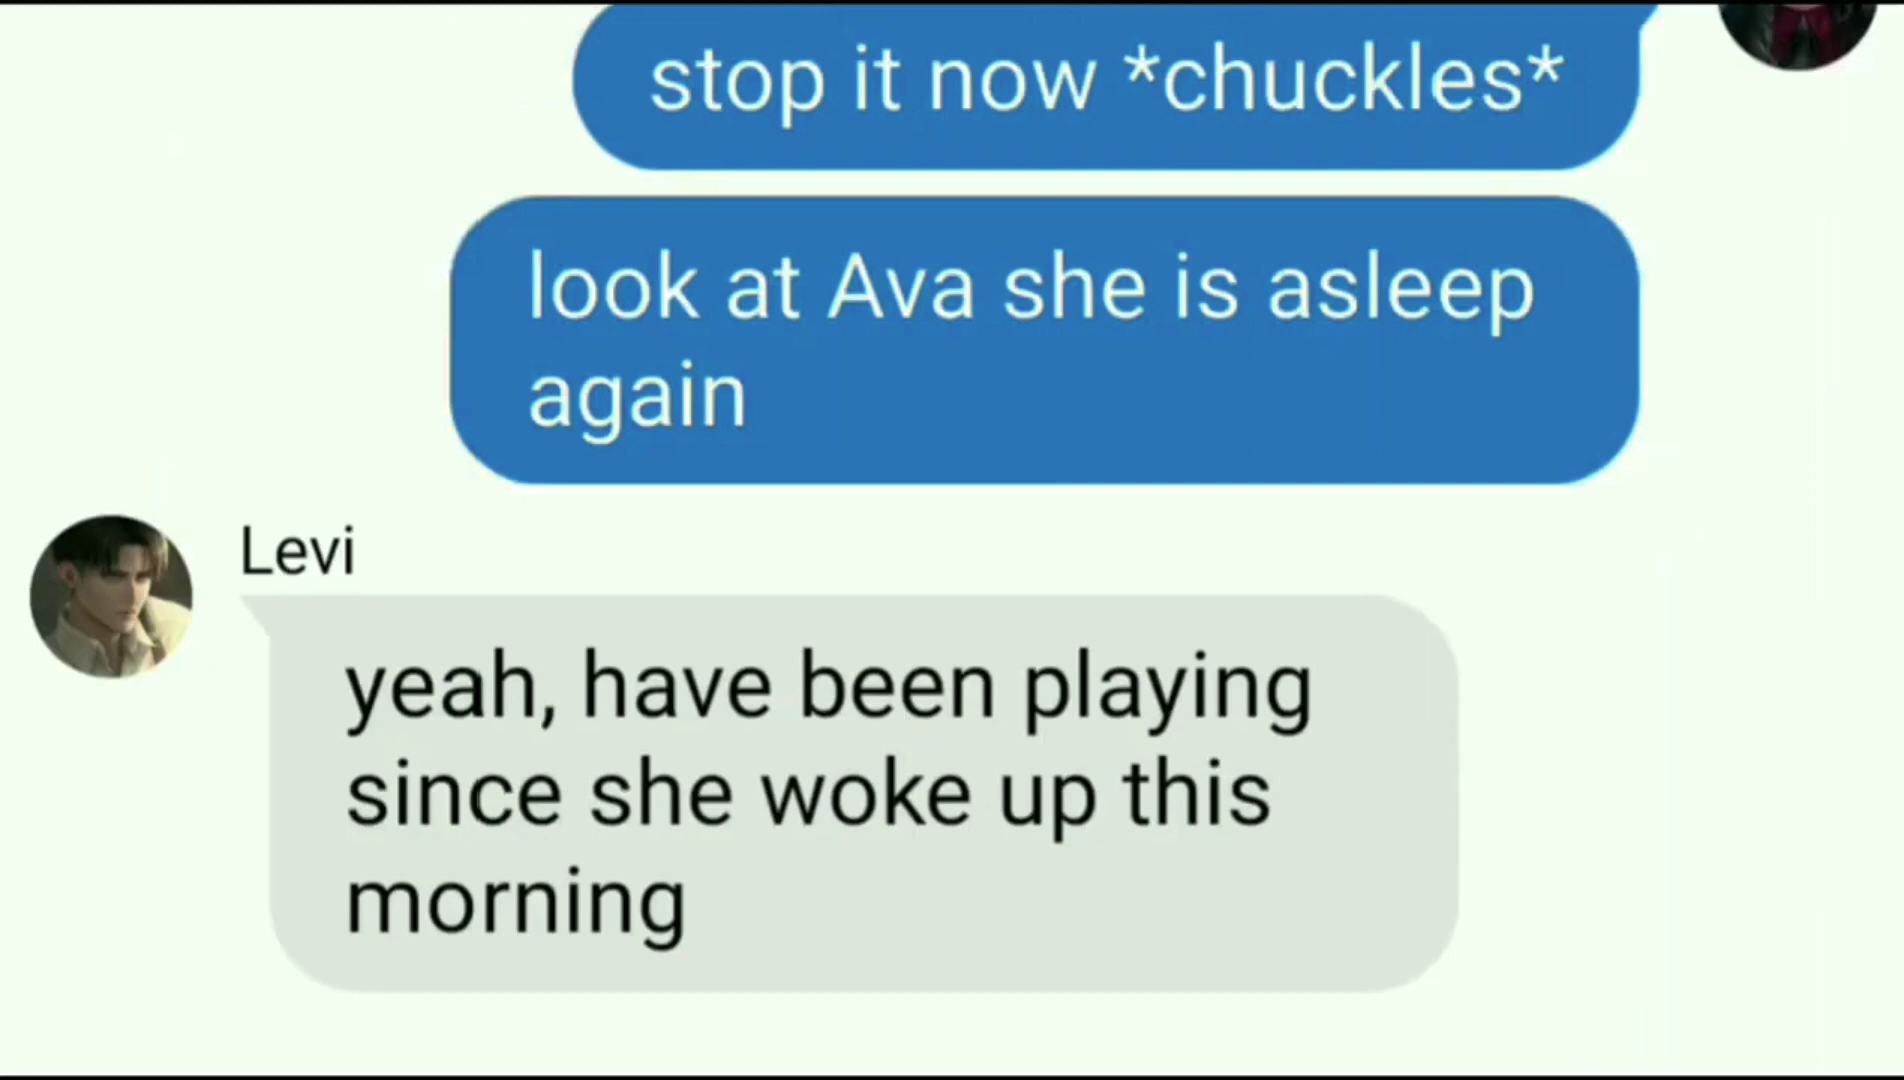 stop it now *chuckles*
look at Ava she is asleep
again
Levi
yeah, have been playing
since she woke up this
morning